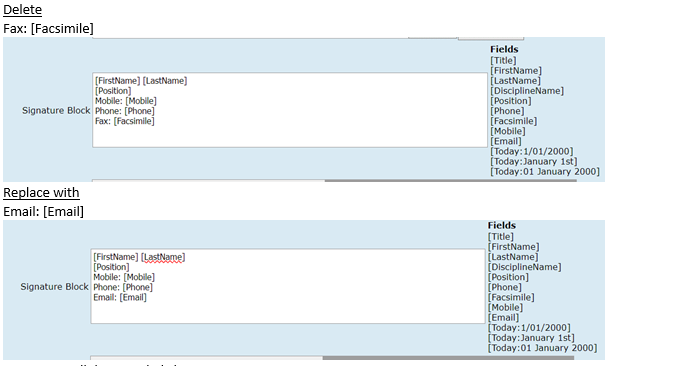 Delete
Fax: [Facsimile]
Fields
[Title]
[FirstName]
[LastName]
[DisciplineName]
[Position]
[Phone]
[Facsimile]
[Mobile]
[Email]
[Today:1/01/2000]
[Today:January 1st]
[Today:01 January 2000]
Signature Block
[FirstName] [LastName]
[Position]
Mobile: [Mobile]
Phone: [Phone]
Fax: [Facsimile]
Replace with
Email: [Email]
Fields
[Title]
[FirstName]
[LastName]
[DisciplineName]
[Position]
[Phone]
[Facsimile]
[Mobile]
[Email]
[Today:1/01/2000]
[Today:January 1st]
[Today:01 January 2000]
Signature Block
[FirstName] [LastName]
[Position]
Mobile: [Mobile]
Phone: [Phone]
Email: [Email]